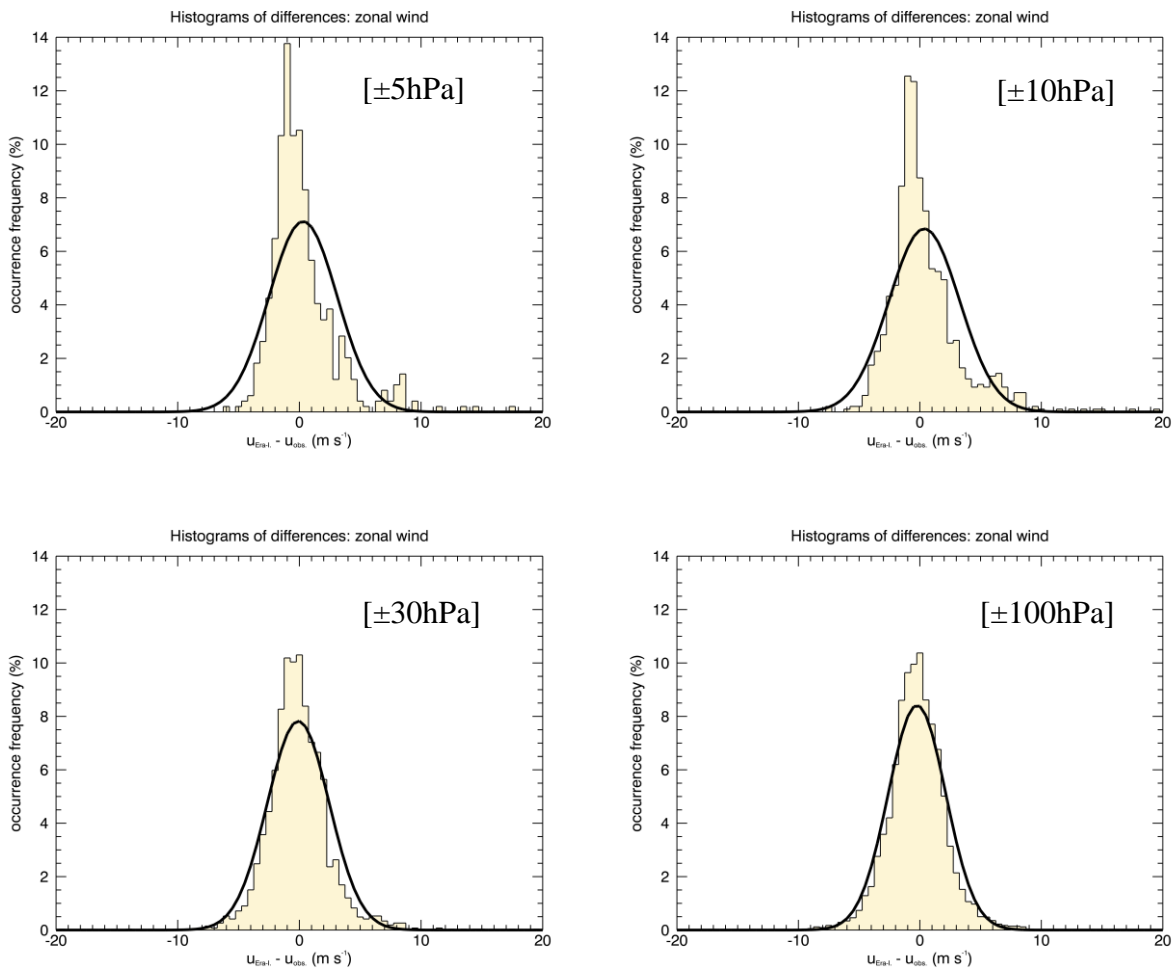 Histograms of differences: zonal wind
[±5hPa]
occurrence frequency (%)
14
12
10
8
6
4
2
0
-20 -10 0 10 20
u_Era-I. - u_obs. (m s⁻¹)
Histograms of differences: zonal wind
[±10hPa]
occurrence frequency (%)
14
12
10
8
6
4
2
0
-20 -10 0 10 20
u_Era-I. - u_obs. (m s⁻¹)
Histograms of differences: zonal wind
[±30hPa]
occurrence frequency (%)
14
12
10
8
6
4
2
0
-20 -10 0 10 20
u_Era-I. - u_obs. (m s⁻¹)
Histograms of differences: zonal wind
[±100hPa]
occurrence frequency (%)
14
12
10
8
6
4
2
0
-20 -10 0 10 20
u_Era-I. - u_obs. (m s⁻¹)